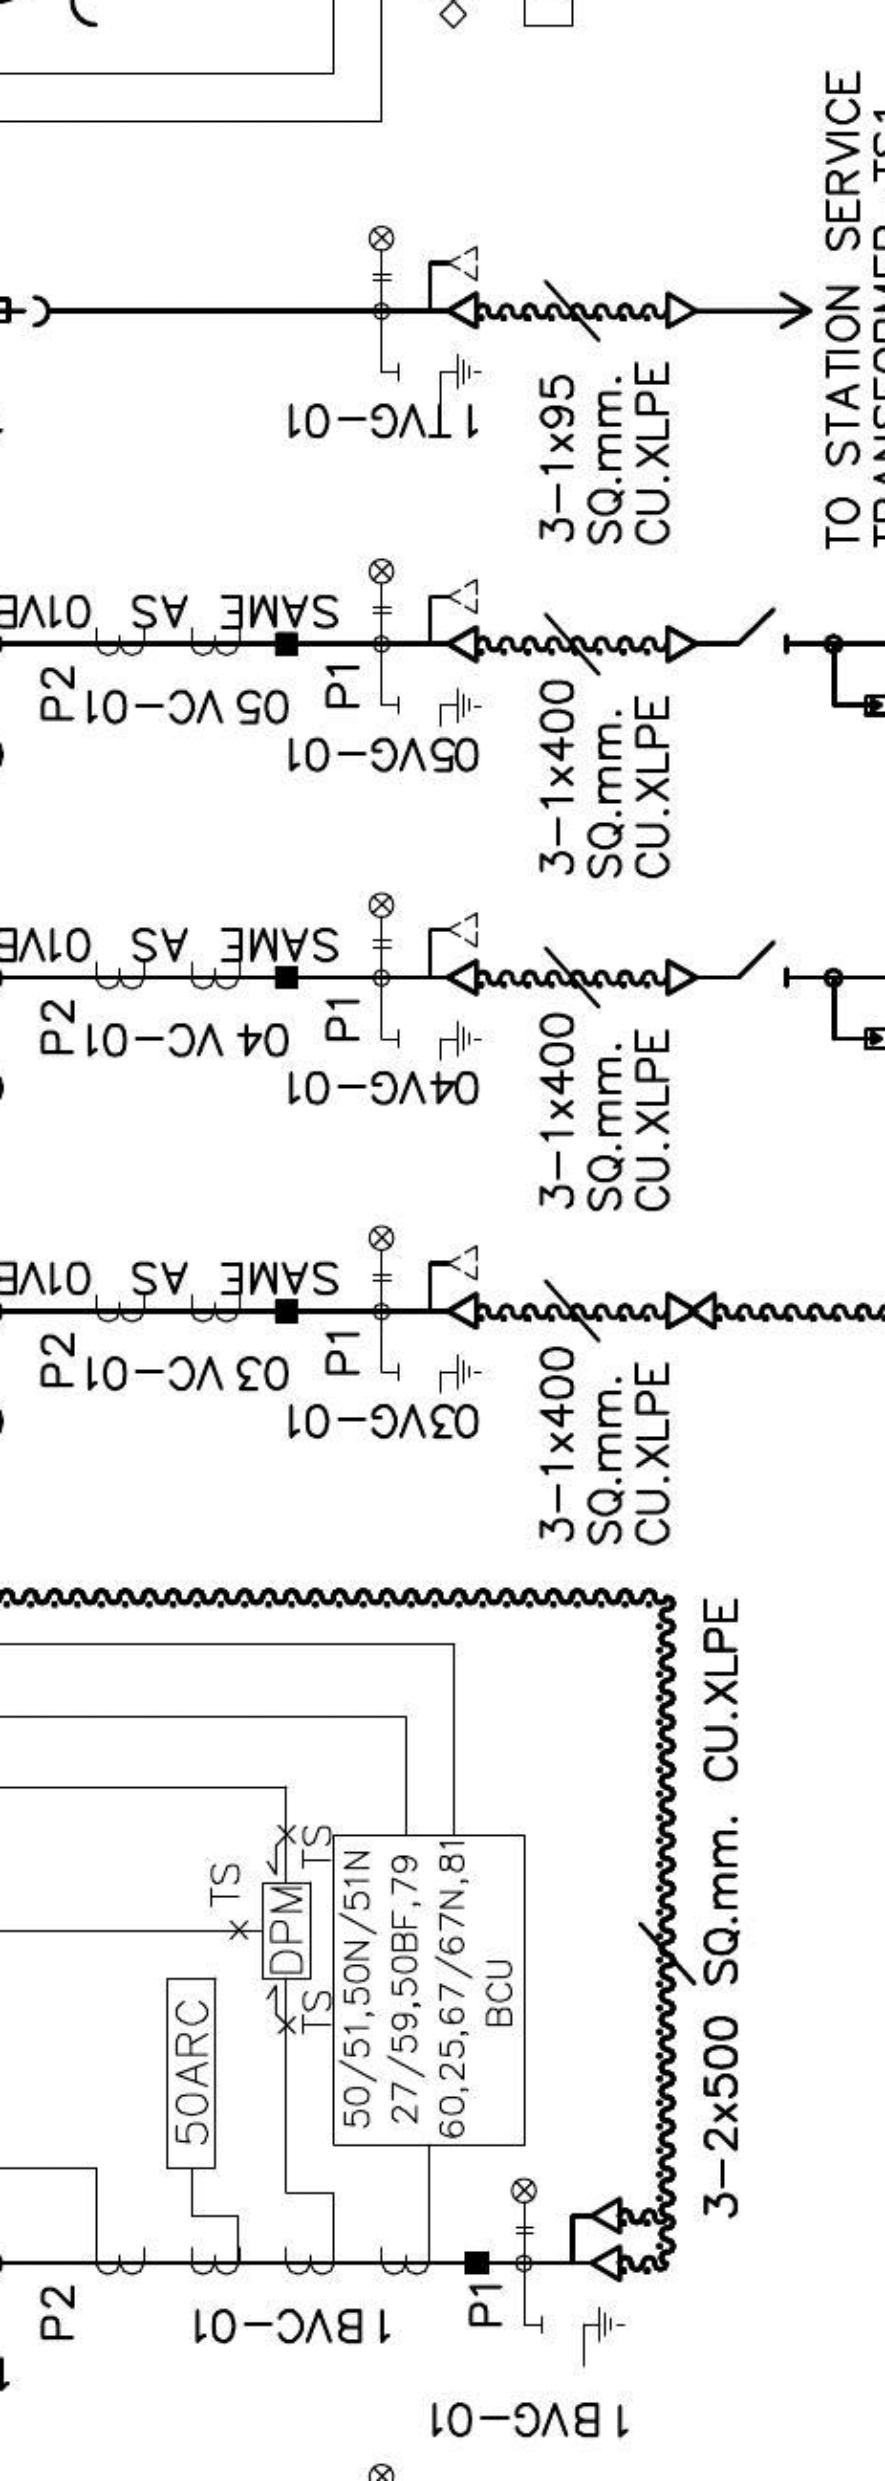 TO STATION SERVICE
TRANSFORMER TS1
1TVG-01
3-1x95
SQ.mm.
CU.XLPE
SAME AS 01VB
P2
05 VC-01
P1
05VG-01
3-1x400
SQ.mm.
CU.XLPE
SAME AS 01VB
P2
04 VC-01
P1
04VG-01
3-1x400
SQ.mm.
CU.XLPE
SAME AS 01VB
P2
03 VC-01
P1
03VG-01
3-1x400
SQ.mm.
CU.XLPE
3-2x500 SQ.mm. CU.XLPE
TS
TS
DPM
TS
50ARC
50/51,50N/51N
27/59,50BF,79
60,25,67/67N,81
BCU
P2
1BVC-01
P1
1BVG-01